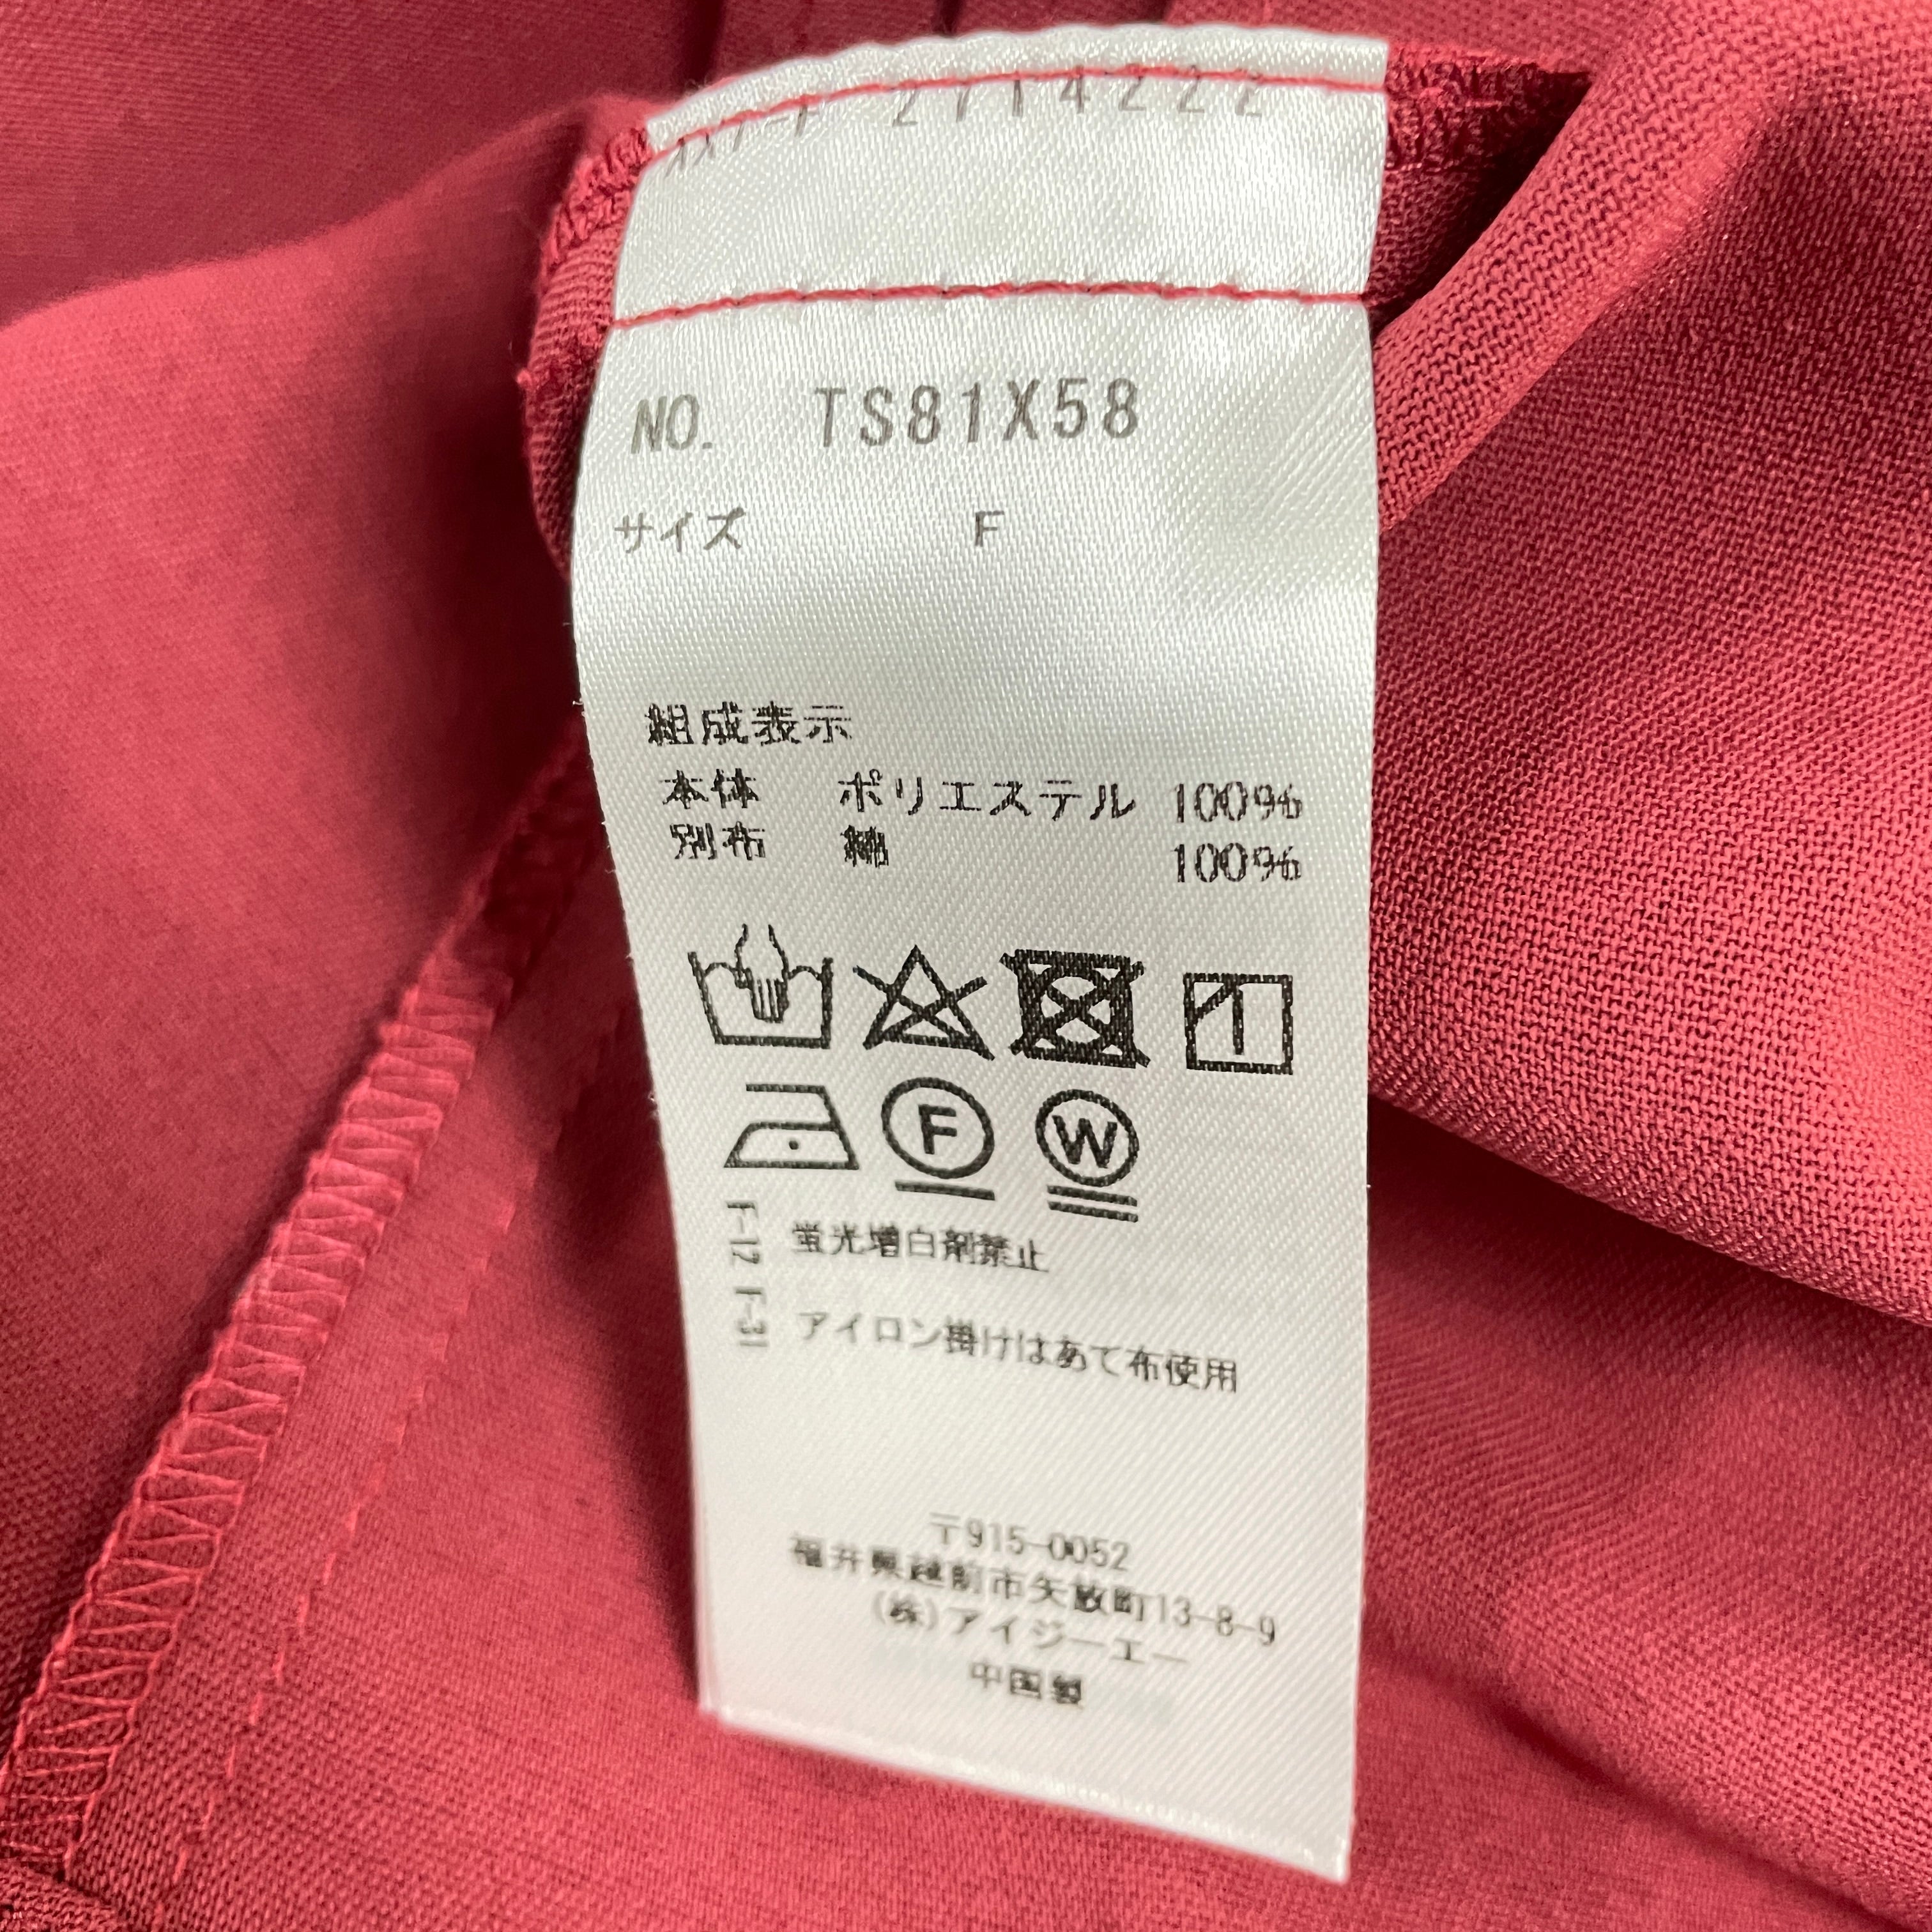 2714222
NO. TS81X58
サイズ F
組成表示
本体 ポリエステル 100%
別布 綿 100%
F
W
F-12 蛍光増白剤禁止
F-31 アイロン掛けはあて布使用
〒915-0052
福井県越前市矢放町13-8-9
(株)アイジーエー
中国製